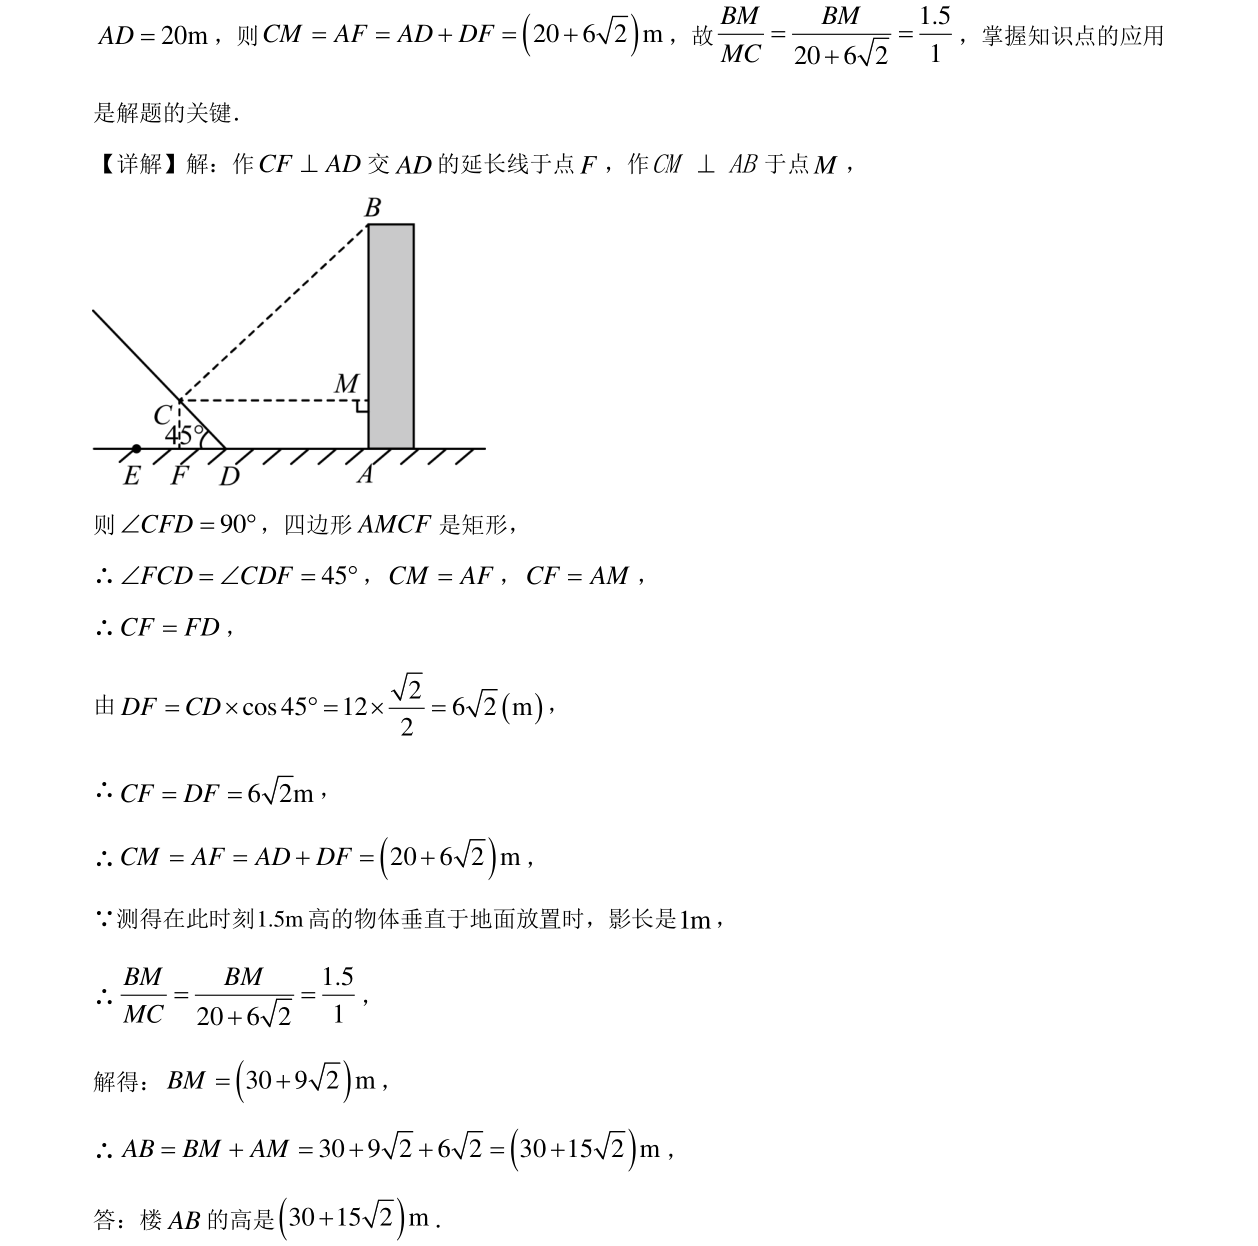 AD = 20m，则CM = AF = AD + DF = (20 + 6√2)m，故 BM/MC = BM/(20 + 6√2) = 1.5/1，掌握知识点的应用
是解题的关键．
【详解】解：作CF ⊥ AD 交 AD 的延长线于点 F，作CM ⊥ AB 于点 M，
B
M
C
45°
E F D A
则∠CFD = 90°，四边形 AMCF 是矩形，
∴∠FCD = ∠CDF = 45°，CM = AF，CF = AM，
∴CF = FD，
由 DF = CD × cos 45° = 12 × √2/2 = 6√2(m)，
∴CF = DF = 6√2m，
∴CM = AF = AD + DF = (20 + 6√2)m，
∵测得在此时刻1.5m 高的物体垂直于地面放置时，影长是1m，
∴BM/MC = BM/(20 + 6√2) = 1.5/1，
解得：BM = (30 + 9√2)m，
∴AB = BM + AM = 30 + 9√2 + 6√2 = (30 + 15√2)m，
答：楼 AB 的高是(30 + 15√2)m．